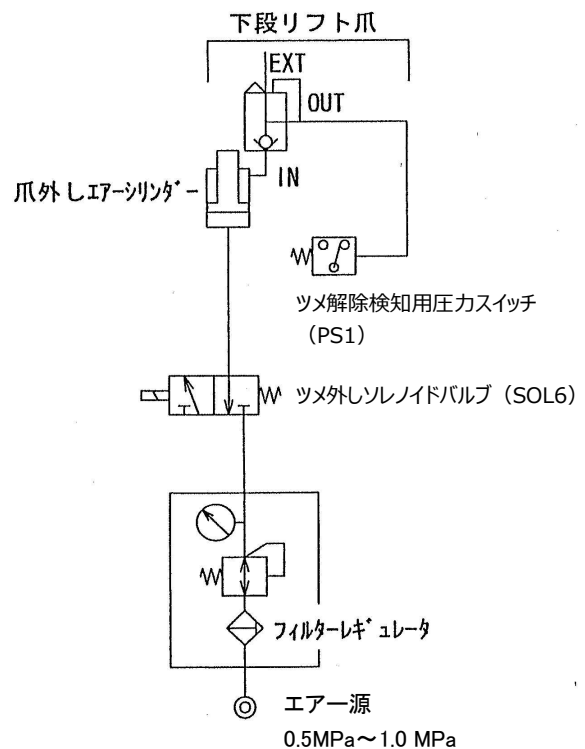 下段リフト爪
EXT
OUT
IN
爪外しエアーシリンダ-
ツメ解除検知用圧力スイッチ
（PS1）
ツメ外しソレノイドバルブ（SOL6）
フィルターレギュレータ
エアー源
0.5MPa～1.0 MPa